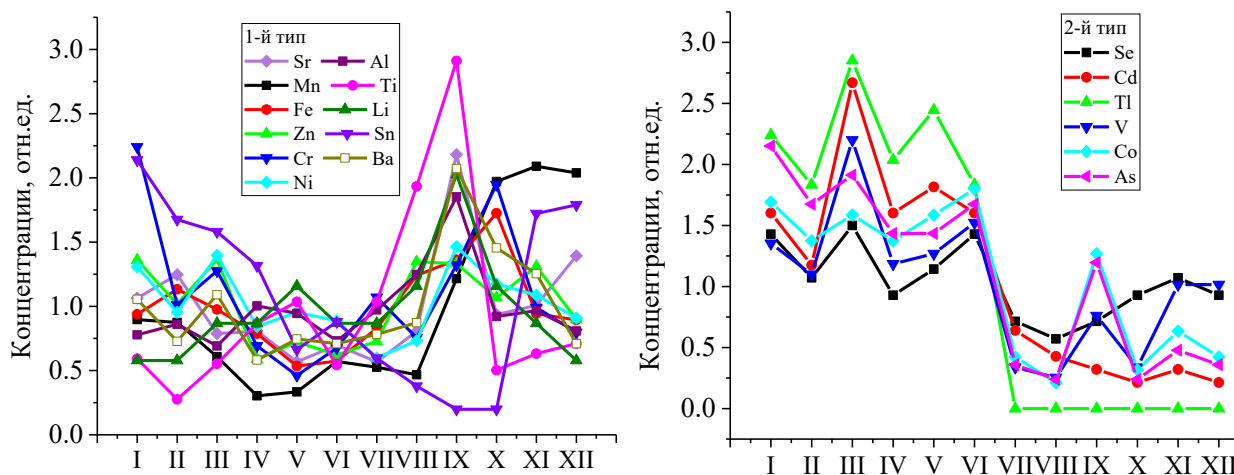 3.0
2.5
2.0
1.5
1.0
0.5
0.0
Концентрации, отн.ед.
1-й тип
Sr Al
Mn Ti
Fe Li
Zn Sn
Cr Ba
Ni
I II III IV V VI VII VIII IX X XI XII
3.0
2.5
2.0
1.5
1.0
0.5
0.0
Концентрации, отн.ед.
2-й тип
Se
Cd
Tl
V
Co
As
I II III IV V VI VII VIII IX X XI XII